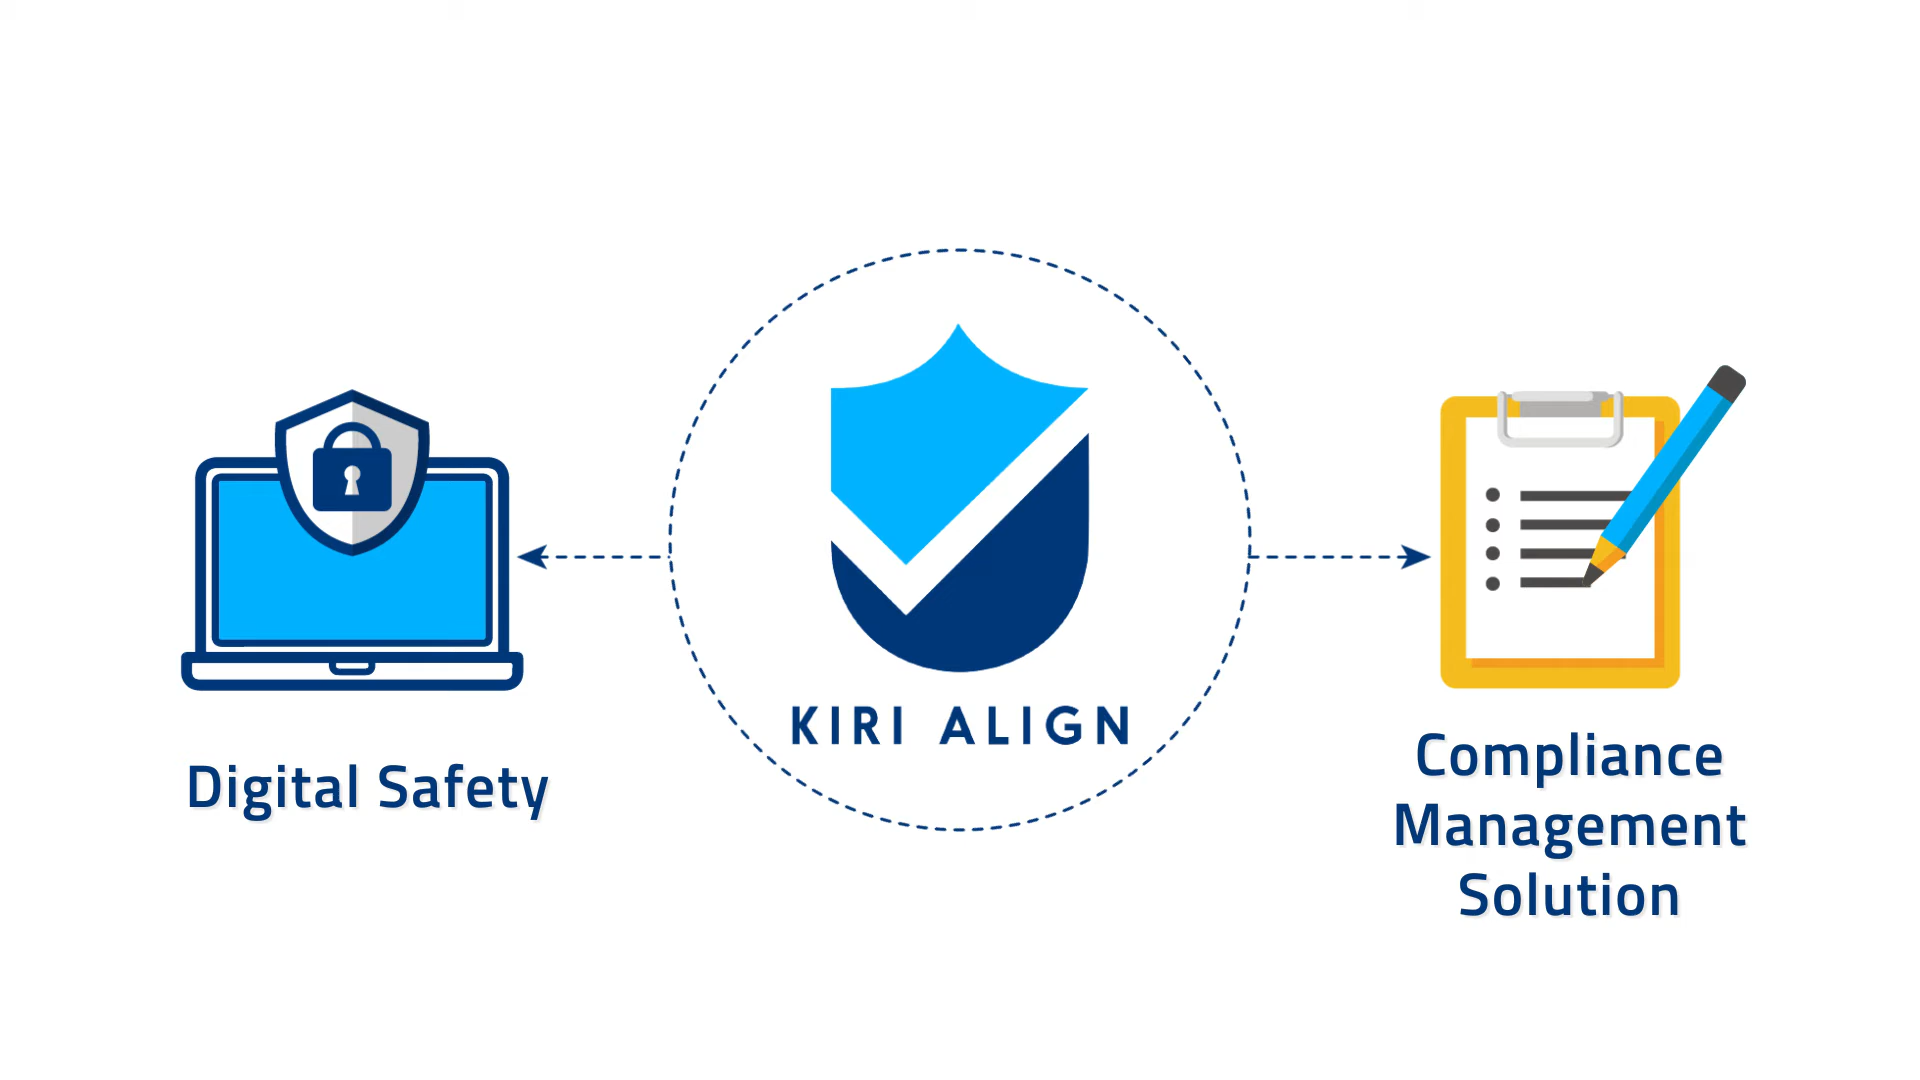 Digital Safety
KIRI ALIGN
Compliance
Management
Solution